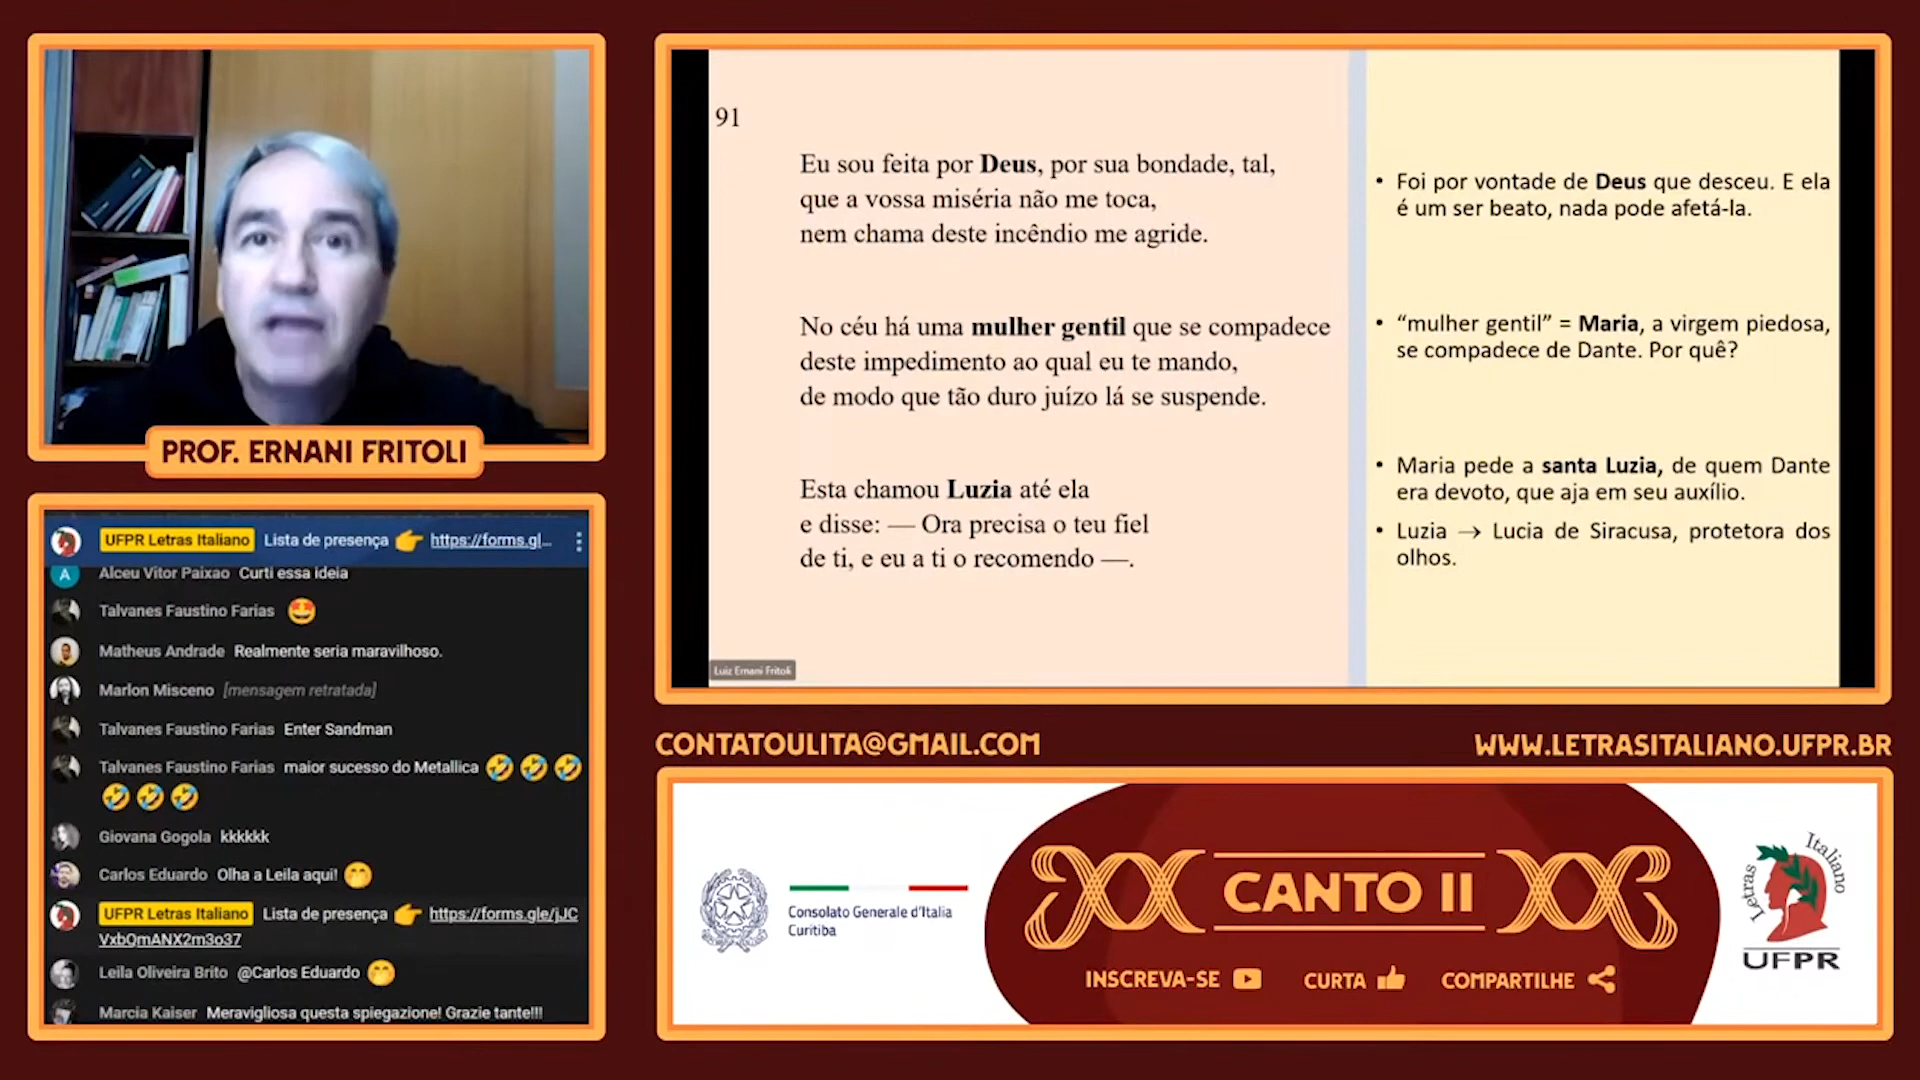 PROF. ERNANI FRITOLI
UFPR Letras Italiano Lista de presença https://forms.gl...
Alceu Vitor Paixao Curti essa ideia
Talvanes Faustino Farias
Matheus Andrade Realmente seria maravilhoso.
Marlon Misceno [mensagem retratada]
Talvanes Faustino Farias Enter Sandman
Talvanes Faustino Farias maior sucesso do Metallica
Giovana Gogola kkkkkk
Carlos Eduardo Olha a Leila aqui!
UFPR Letras Italiano Lista de presença https://forms.gle/jJC
VxbQmANX2m3o37
Leila Oliveira Brito @Carlos Eduardo
Marcia Kaiser Meravigliosa questa spiegazione! Grazie tante!!!
91
Eu sou feita por Deus, por sua bondade, tal,
que a vossa miséria não me toca,
nem chama deste incêndio me agride.
No céu há uma mulher gentil que se compadece
deste impedimento ao qual eu te mando,
de modo que tão duro juízo lá se suspende.
Esta chamou Luzia até ela
e disse: — Ora precisa o teu fiel
de ti, e eu a ti o recomendo —.
Luiz Ernani Fritoli
• Foi por vontade de Deus que desceu. E ela
é um ser beato, nada pode afetá-la.
• “mulher gentil” = Maria, a virgem piedosa,
se compadece de Dante. Por quê?
• Maria pede a santa Luzia, de quem Dante
era devoto, que aja em seu auxílio.
• Luzia → Lucia de Siracusa, protetora dos
olhos.
CONTATOULITA@GMAIL.COM
WWW.LETRASITALIANO.UFPR.BR
Consolato Generale d'Italia
Curitiba
CANTO II
INSCREVA-SE
CURTA
COMPARTILHE
Letras Italiano
UFPR